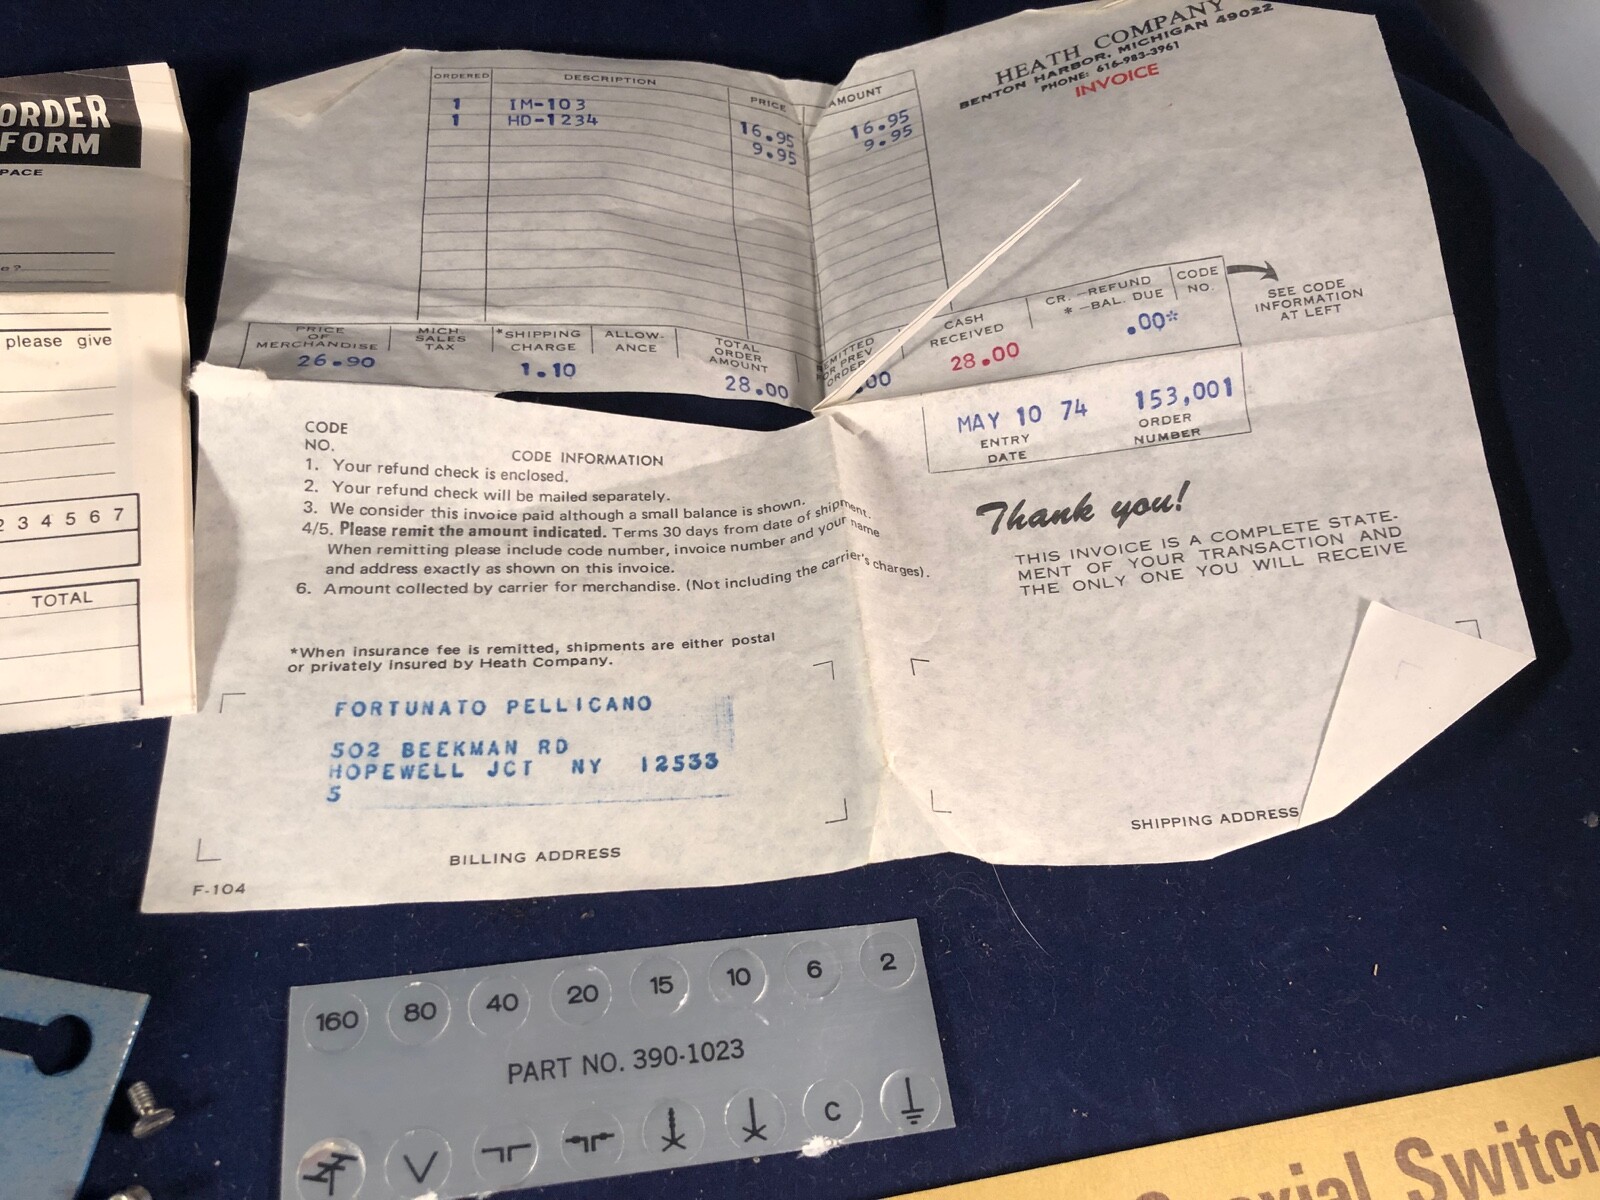 ORDER
FORM
PACE
please give
2 3 4 5 6 7
TOTAL
HEATH COMPANY
BENTON HARBOR, MICHIGAN 49022
PHONE: 616-983-3961
INVOICE
ORDERED DESCRIPTION PRICE AMOUNT
1 IM-103 16.95 16.95
1 HD-1234 9.95 9.95
PRICE OF MERCHANDISE
26.90
MICH. SALES TAX
*SHIPPING CHARGE
1.10
ALLOW-
ANCE
TOTAL ORDER AMOUNT
28.00
.00
CASH RECEIVED
28.00
CR. -REFUND
* -BAL. DUE
.00*
CODE NO.
SEE CODE
INFORMATION
AT LEFT
MAY 10 74 153,001
ENTRY DATE
ORDER NUMBER
CODE
NO.
CODE INFORMATION
1. Your refund check is enclosed.
2. Your refund check will be mailed separately.
3. We consider this invoice paid although a small balance is shown.
4/5. Please remit the amount indicated. Terms 30 days from date of shipment.
When remitting please include code number, invoice number and your name
and address exactly as shown on this invoice.
6. Amount collected by carrier for merchandise. (Not including the carrier's charges).
*When insurance fee is remitted, shipments are either postal
or privately insured by Heath Company.
Thank you!
THIS INVOICE IS A COMPLETE STATE-
MENT OF YOUR TRANSACTION AND
THE ONLY ONE YOU WILL RECEIVE
FORTUNATO PELLICANO
502 BEEKMAN RD
HOPEWELL JCT NY 12533
S
BILLING ADDRESS
SHIPPING ADDRESS
F-104
160 80 40 20 15 10 6 2
PART NO. 390-1023
V C
Switch